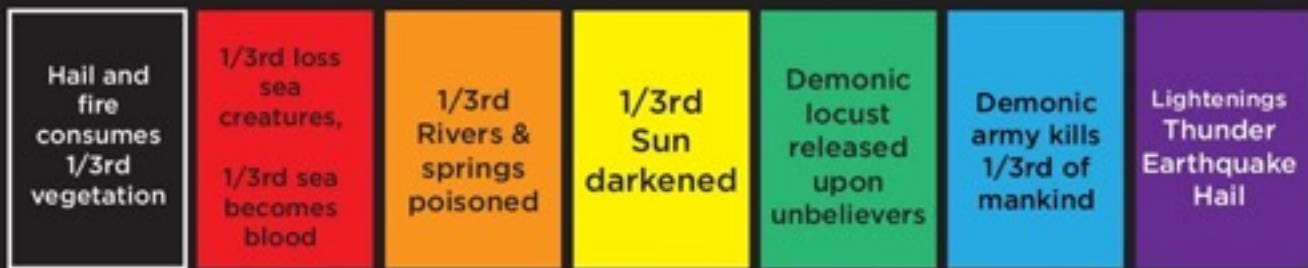 Hail and
fire
consumes
1/3rd
vegetation
1/3rd loss
sea
creatures,
1/3rd sea
becomes
blood
1/3rd
Rivers &
springs
poisoned
1/3rd
Sun
darkened
Demonic
locust
released
upon
unbelievers
Demonic
army kills
1/3rd of
mankind
Lightenings
Thunder
Earthquake
Hail